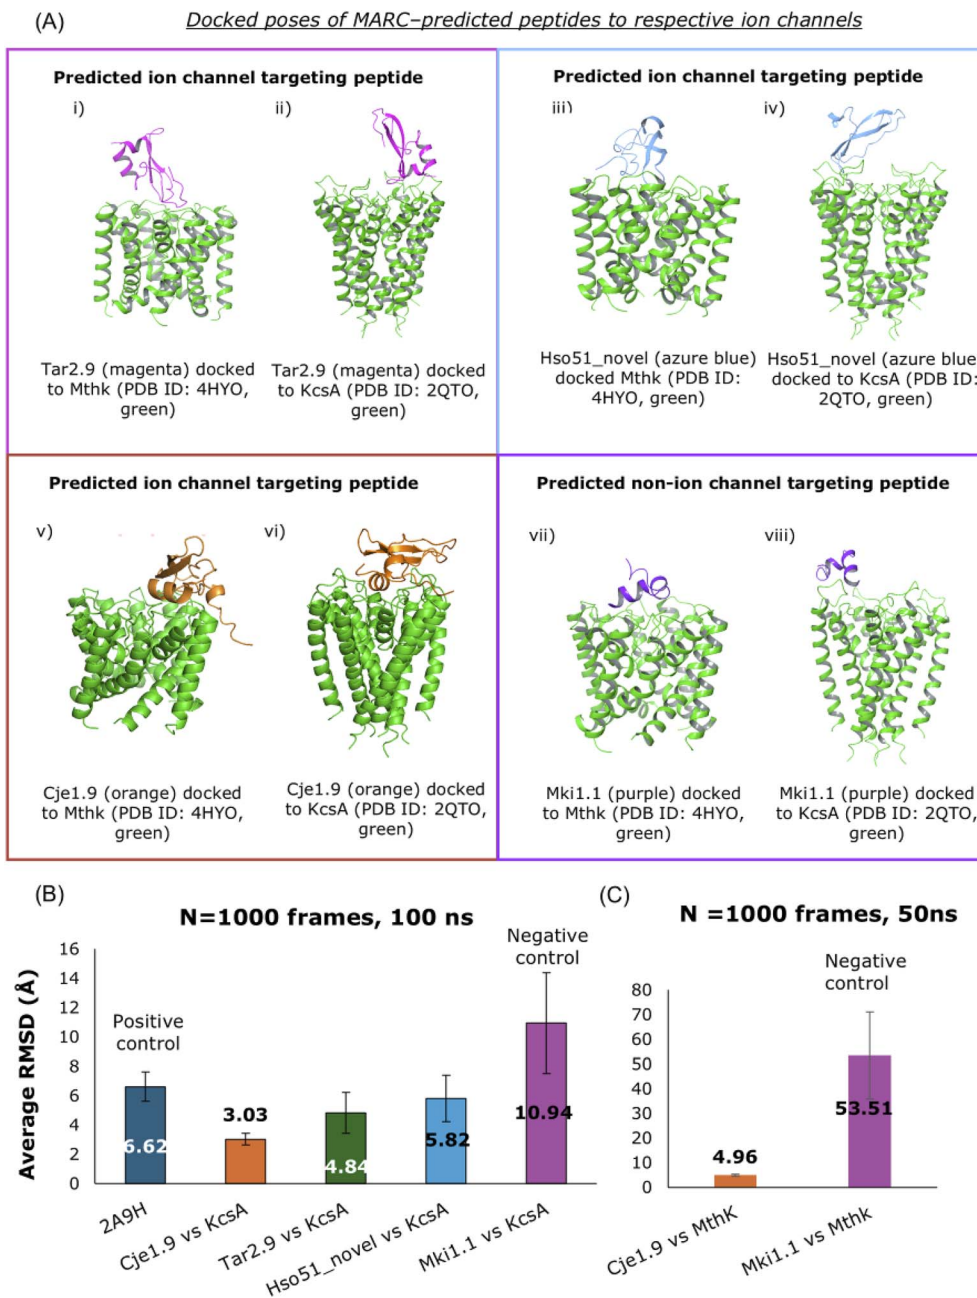 (A)
Docked poses of MARC–predicted peptides to respective ion channels
Predicted ion channel targeting peptide
i)
ii)
Tar2.9 (magenta) docked
to Mthk (PDB ID: 4HYO,
green)
Tar2.9 (magenta) docked
to KcsA (PDB ID: 2QTO,
green)
Predicted ion channel targeting peptide
iii)
iv)
Hso51_novel (azure blue)
docked Mthk (PDB ID:
4HYO, green)
Hso51_novel (azure blue
docked to KcsA (PDB ID:
2QTO, green)
Predicted ion channel targeting peptide
v)
vi)
Cje1.9 (orange) docked
to Mthk (PDB ID: 4HYO,
green)
Cje1.9 (orange) docked
to KcsA (PDB ID: 2QTO,
green)
Predicted non-ion channel targeting peptide
vii)
viii)
Mki1.1 (purple) docked
to Mthk (PDB ID: 4HYO,
green)
Mki1.1 (purple) docked
to KcsA (PDB ID: 2QTO,
green)
(B)
N=1000 frames, 100 ns
Average RMSD (Å)
16
14
12
10
8
6
4
2
0
Positive
control
Negative
control
6.62
3.03
4.84
5.82
10.94
2A9H
Cje1.9 vs KcsA
Tar2.9 vs KcsA
Hso51_novel vs KcsA
Mki1.1 vs KcsA
(C)
N =1000 frames, 50ns
80
70
60
50
40
30
20
10
0
Negative
control
4.96
53.51
Cje1.9 vs MthK
Mki1.1 vs Mthk